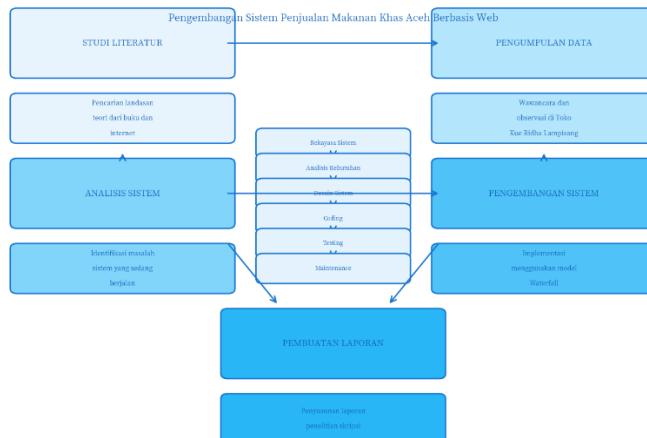 Pengembangan Sistem Penjualan Makanan Khas Aceh Berbasis Web
STUDI LITERATUR
PENGUMPULAN DATA
Pencarian landasan
teori dari buku dan
internet
Wawancara dan
observasi di Toko
Kue Ridha Lampisang
Rekayasa Sistem
Analisis Kebutuhan
Desain Sistem
Coding
Testing
Maintenance
ANALISIS SISTEM
PENGEMBANGAN SISTEM
Identifikasi masalah
sistem yang sedang
berjalan
Implementasi
menggunakan model
Waterfall
PEMBUATAN LAPORAN
Penyusunan laporan
penelitian skripsi